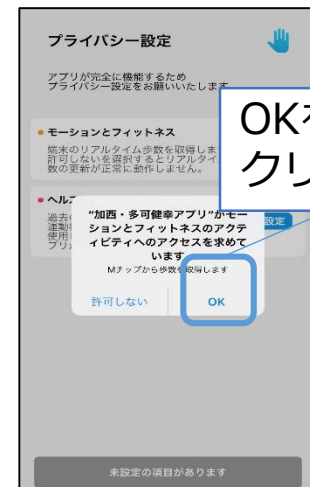 プライバシー設定
アプリが完全に機能するため
プライバシー設定をお願いいたします
OKを
クリ
モーションとフィットネス
端末のリアルタイム歩数を取得しま
許可しないを選択するとリアルタイ
数の更新が正常に動作しません。
ヘル
過去
運動
使用
プリ
設定
"加西・多可健幸アプリ"がモー
ションとフィットネスのアクテ
ィビティへのアクセスを求めて
います
Mチップから歩数を取得します
許可しない
OK
未設定の項目があります